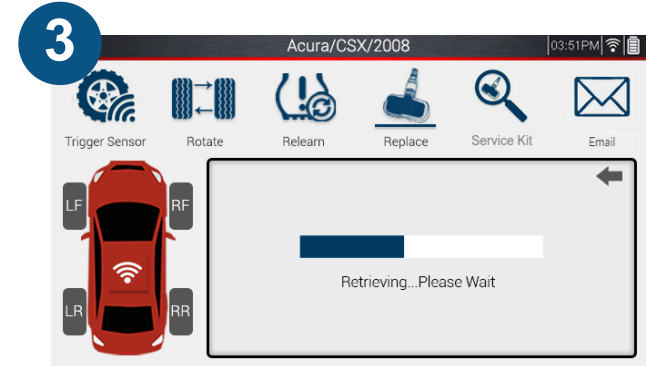 3
Acura/CSX/2008
03:51PM
Trigger Sensor
Rotate
Relearn
Replace
Service Kit
Email
LF
RF
LR
RR
Retrieving...Please Wait